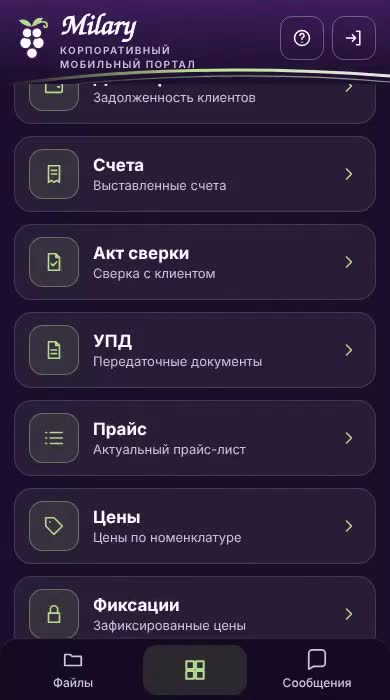 Milary
КОРПОРАТИВНЫЙ
МОБИЛЬНЫЙ ПОРТАЛ
Задолженность клиентов
Счета
Выставленные счета
Акт сверки
Сверка с клиентом
УПД
Передаточные документы
Прайс
Актуальный прайс-лист
Цены
Цены по номенклатуре
Фиксации
Зафиксированные цены
Файлы
Сообщения